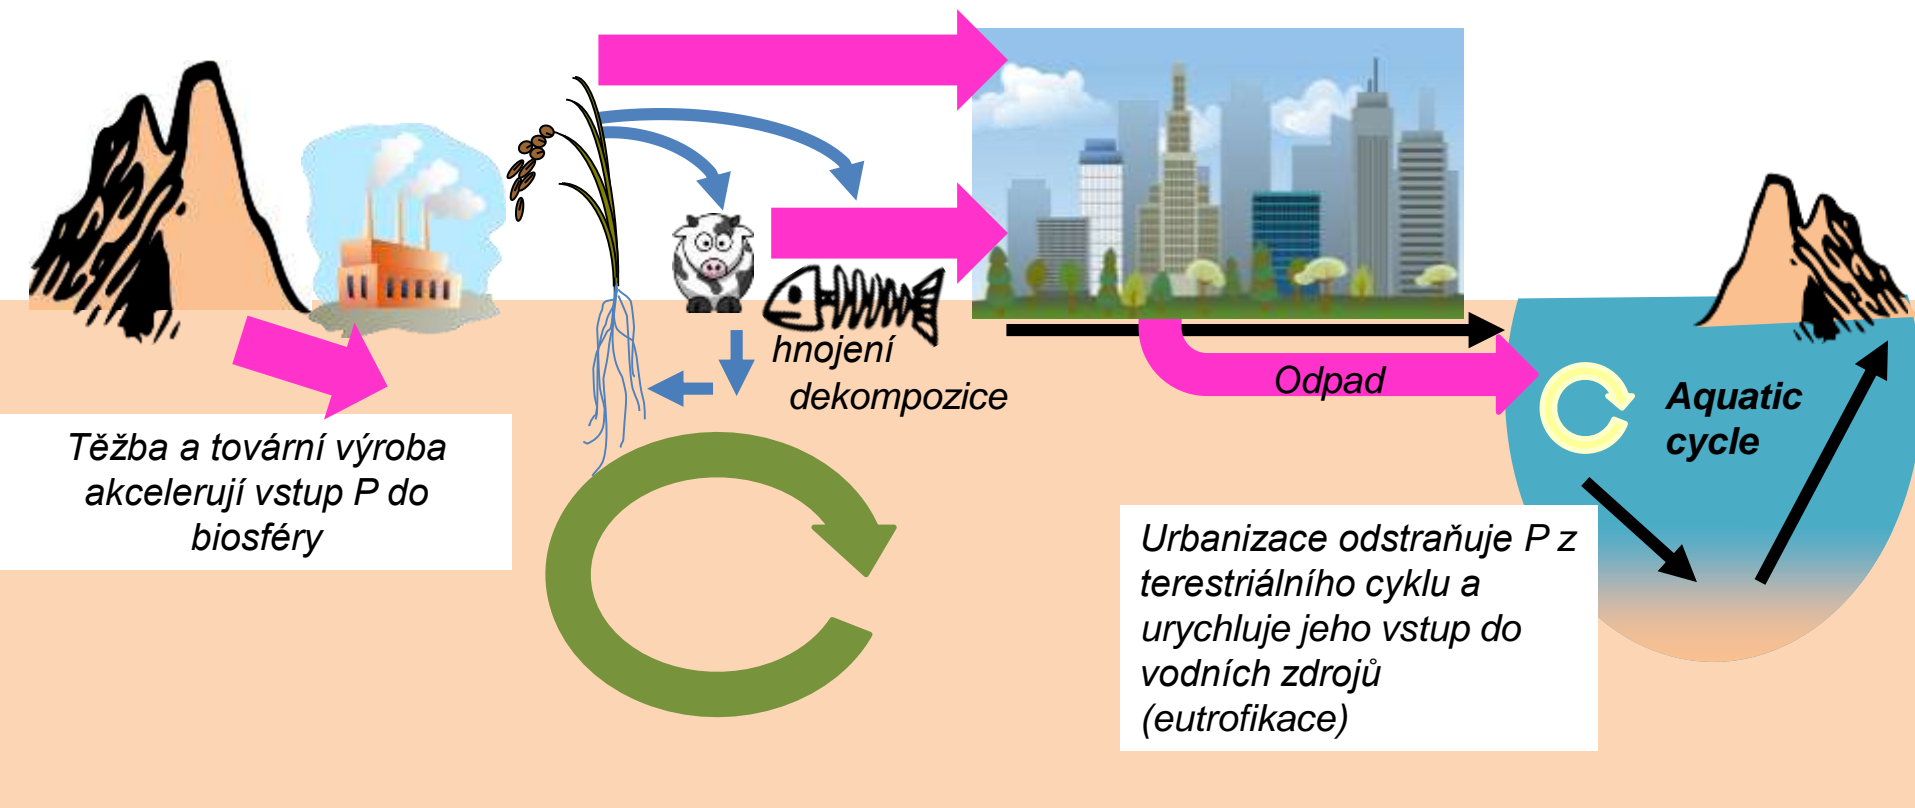 hnojení
dekompozice
Odpad
Aquatic
cycle
Těžba a tovární výroba
akcelerují vstup P do
biosféry
Urbanizace odstraňuje P z
terestriálního cyklu a
urychluje jeho vstup do
vodních zdrojů
(eutrofikace)